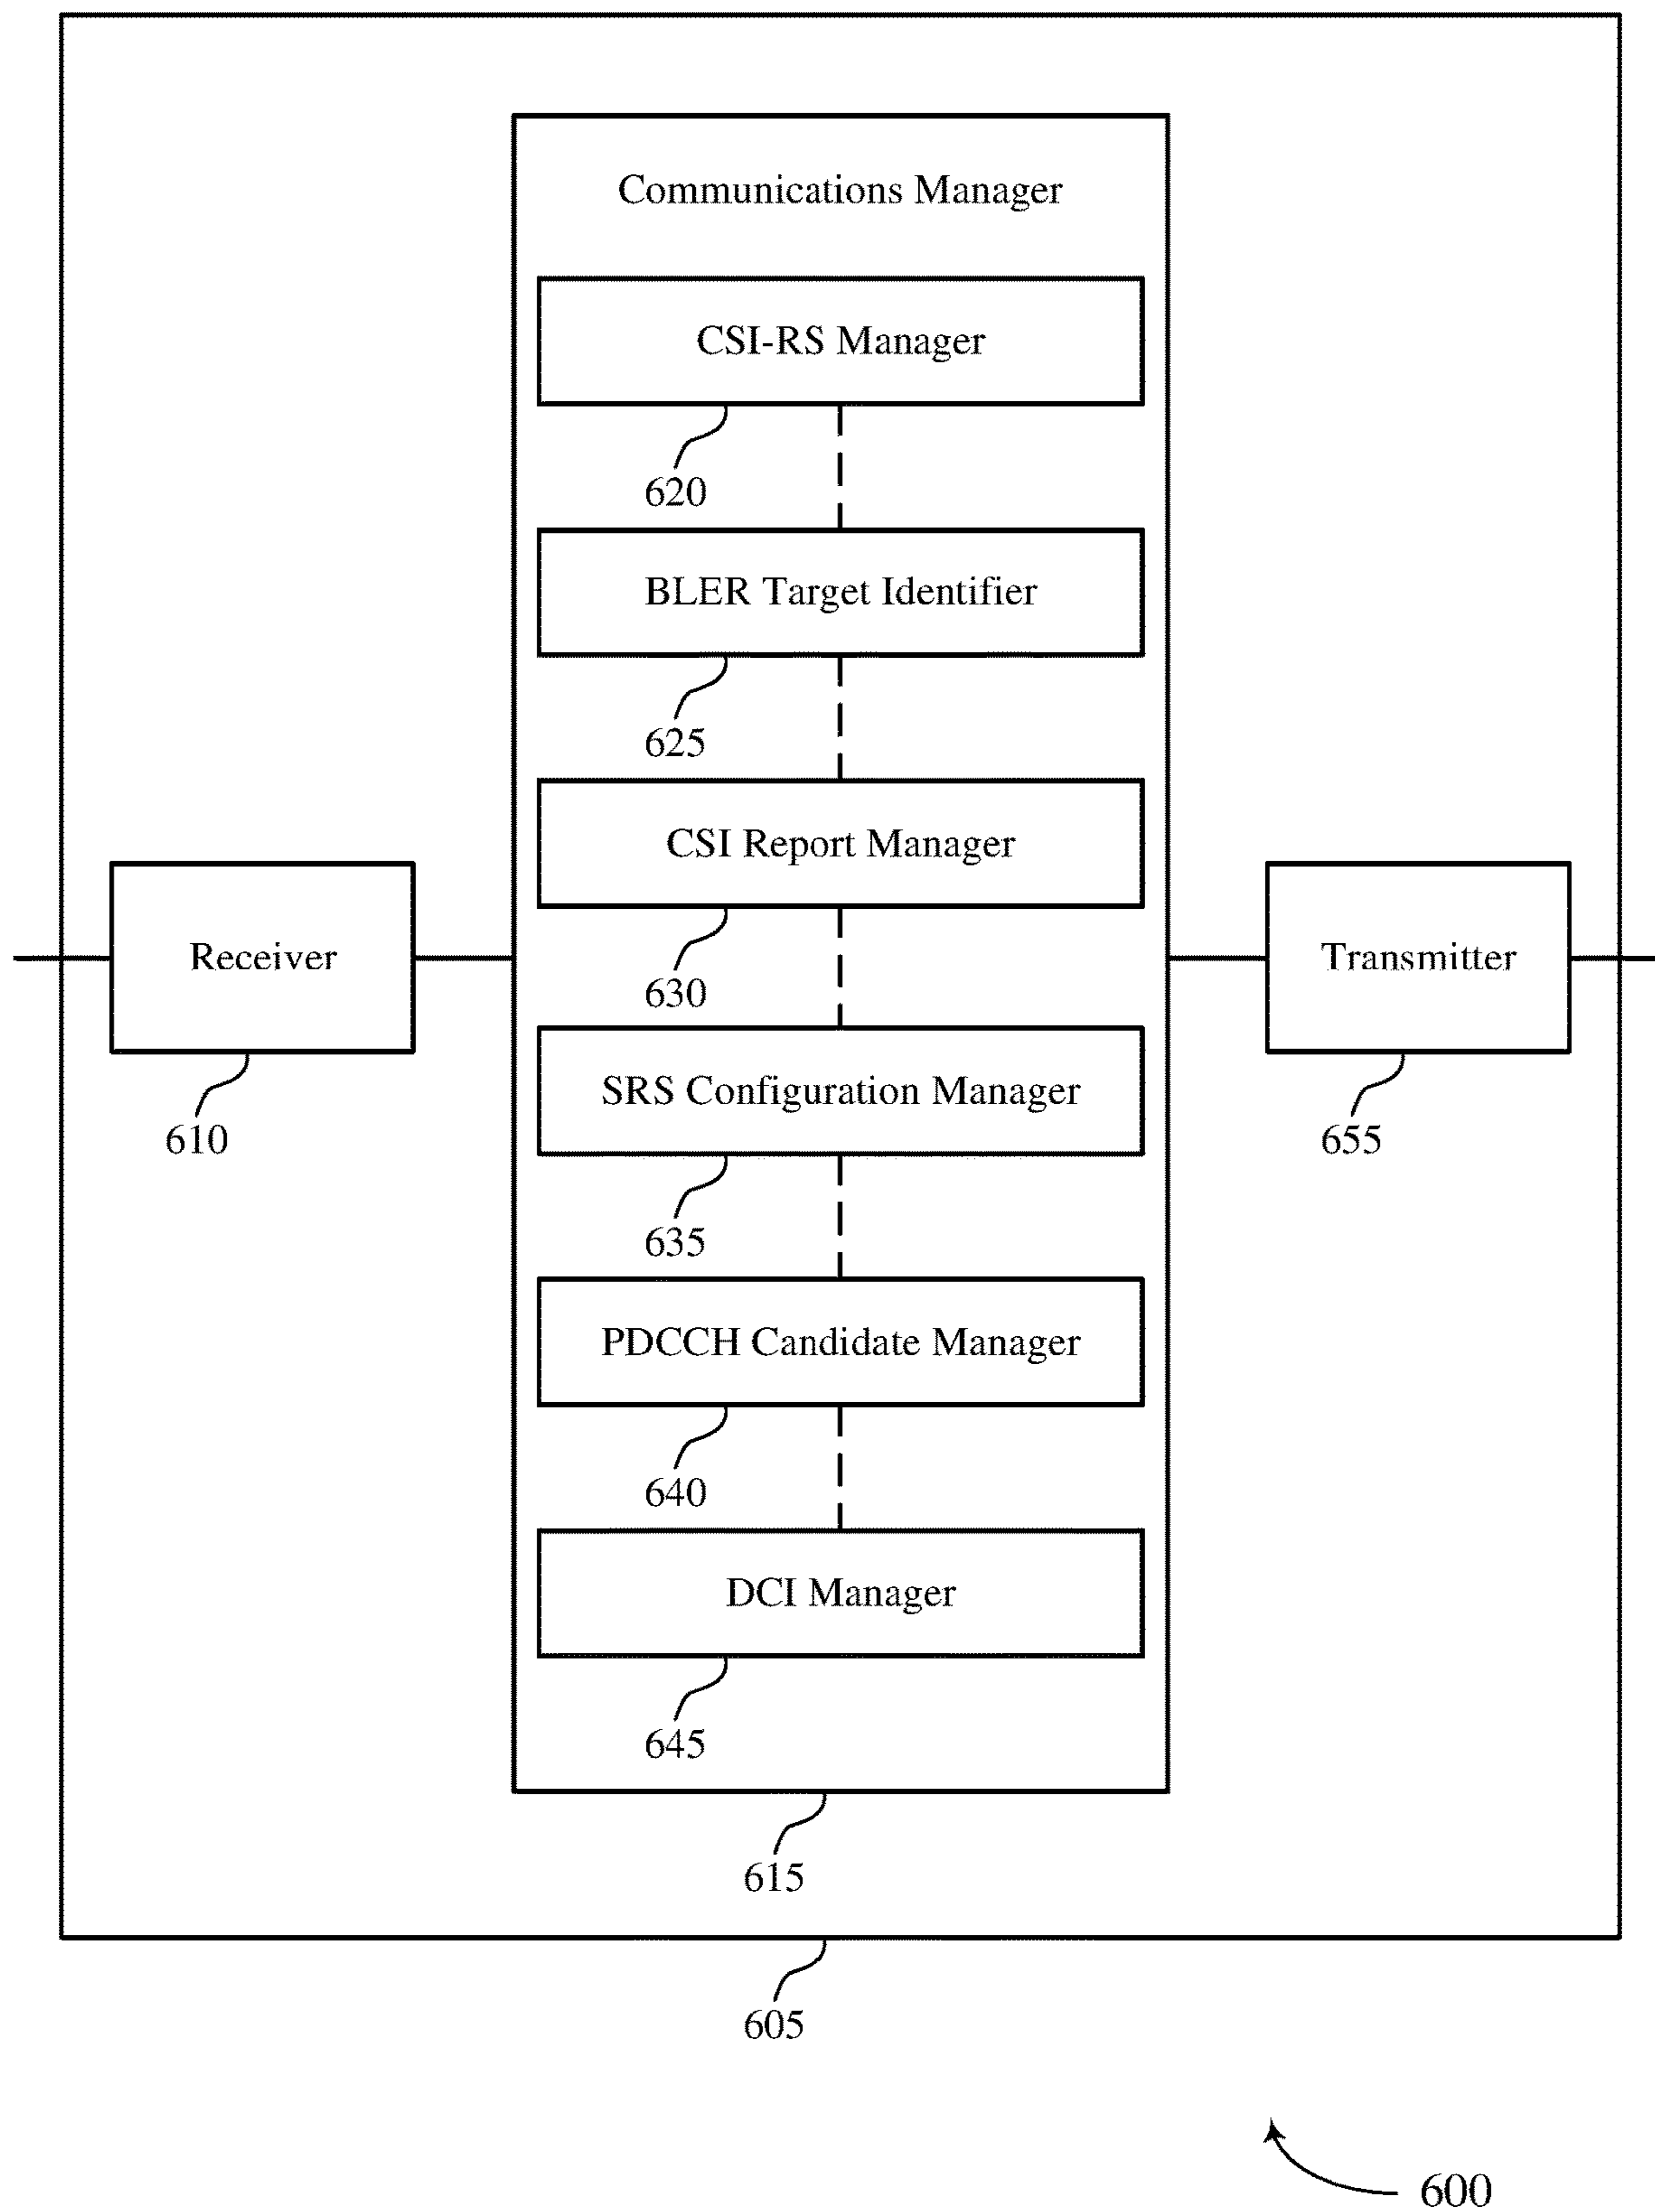 Communications Manager
CSI-RS Manager
620
BLER Target Identifier
625
CSI Report Manager
630
Receiver
610
Transmitter
655
SRS Configuration Manager
635
PDCCH Candidate Manager
640
DCI Manager
645
615
605
600